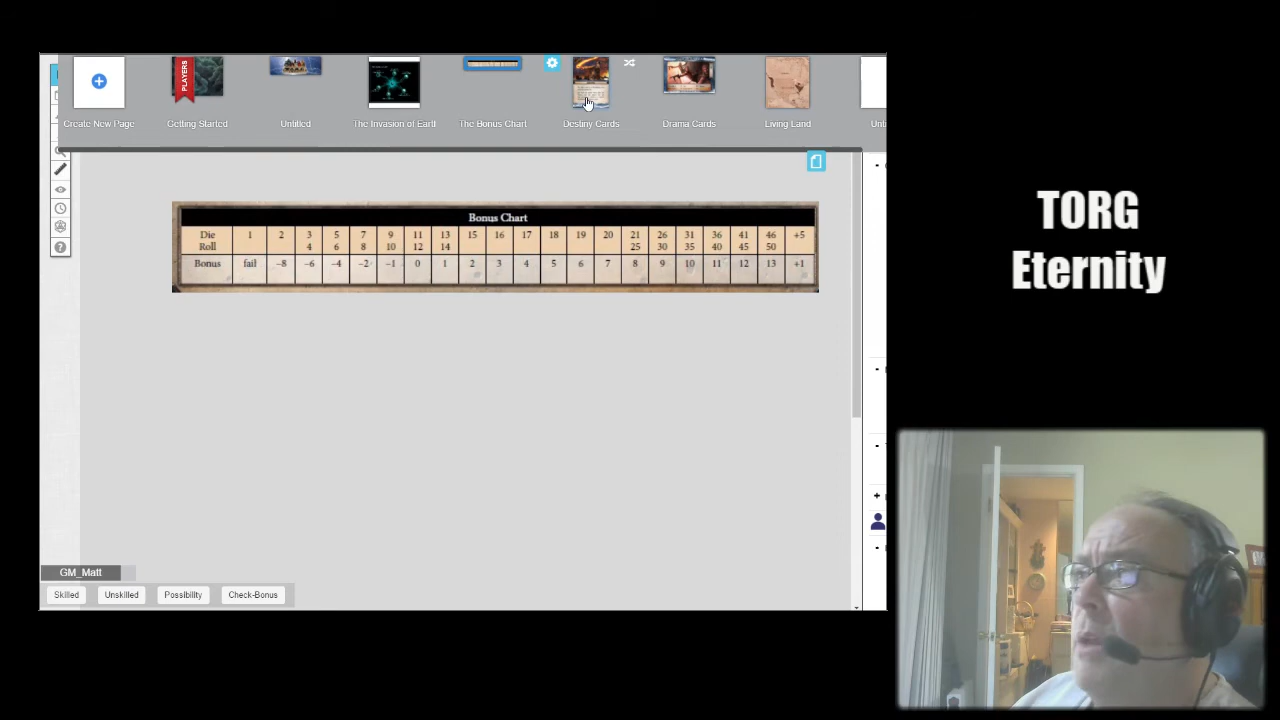 PLAYERS
Create New Page Getting Started Untitled The Invasion of Earth The Bonus Chart Destiny Cards Drama Cards Living Land
Bonus Chart
Die Roll 1 2 3 4 5 6 7 8 9 10 11 12 13 14 15 16 17 18 19 20 21 25 26 30 31 35 36 40 41 45 46 50 +5
Bonus fail –8 –6 –4 –2 –1 0 1 2 3 4 5 6 7 8 9 10 11 12 13 +1
GM_Matt
Skilled Unskilled Possibility Check-Bonus
TORG
Eternity